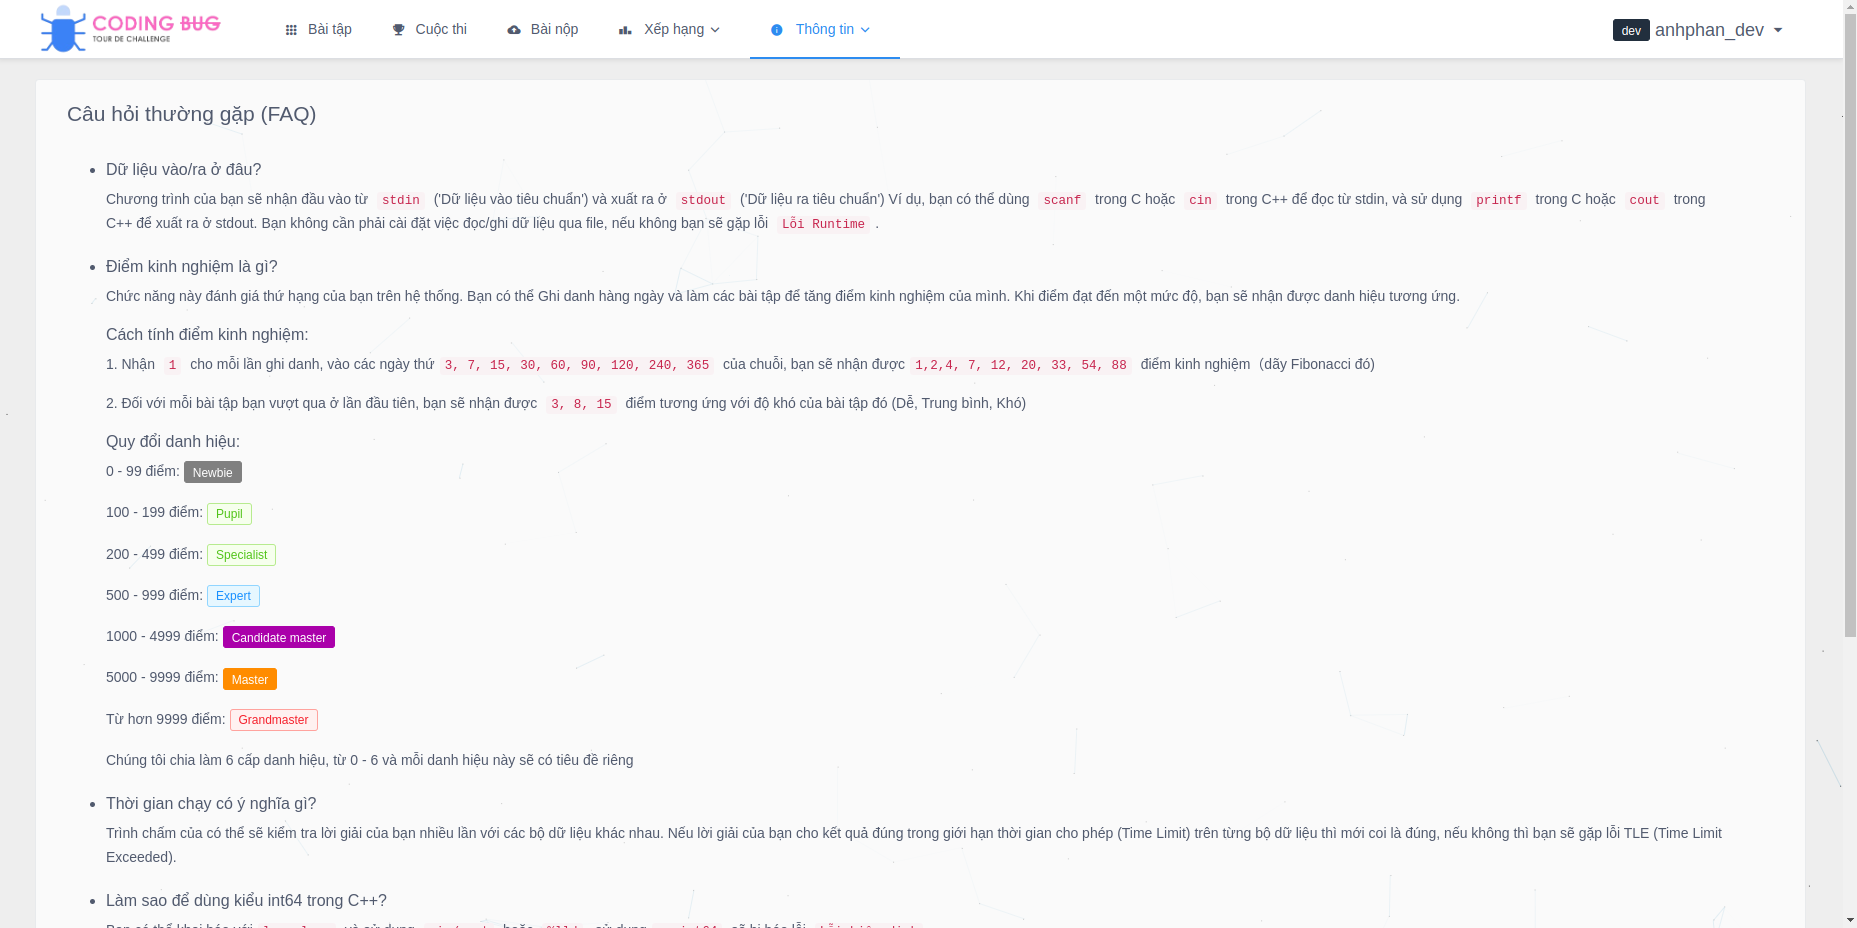 CODING BUG
TOUR DE CHALLENGE
Bài tập
Cuộc thi
Bài nộp
Xếp hạng
Thông tin
dev anhphan_dev
Câu hỏi thường gặp (FAQ)
Dữ liệu vào/ra ở đâu?
Chương trình của bạn sẽ nhận đầu vào từ stdin ('Dữ liệu vào tiêu chuẩn') và xuất ra ở stdout ('Dữ liệu ra tiêu chuẩn') Ví dụ, bạn có thể dùng scanf trong C hoặc cin trong C++ để đọc từ stdin, và sử dụng printf trong C hoặc cout trong
C++ để xuất ra ở stdout. Bạn không cần phải cài đặt việc đọc/ghi dữ liệu qua file, nếu không bạn sẽ gặp lỗi Lỗi Runtime .
Điểm kinh nghiệm là gì?
Chức năng này đánh giá thứ hạng của bạn trên hệ thống. Bạn có thể Ghi danh hàng ngày và làm các bài tập để tăng điểm kinh nghiệm của mình. Khi điểm đạt đến một mức độ, bạn sẽ nhận được danh hiệu tương ứng.
Cách tính điểm kinh nghiệm:
1. Nhận 1 cho mỗi lần ghi danh, vào các ngày thứ 3, 7, 15, 30, 60, 90, 120, 240, 365 của chuỗi, bạn sẽ nhận được 1,2,4, 7, 12, 20, 33, 54, 88 điểm kinh nghiệm (dãy Fibonacci đó)
2. Đối với mỗi bài tập bạn vượt qua ở lần đầu tiên, bạn sẽ nhận được 3, 8, 15 điểm tương ứng với độ khó của bài tập đó (Dễ, Trung bình, Khó)
Quy đổi danh hiệu:
0 - 99 điểm: Newbie
100 - 199 điểm: Pupil
200 - 499 điểm: Specialist
500 - 999 điểm: Expert
1000 - 4999 điểm: Candidate master
5000 - 9999 điểm: Master
Từ hơn 9999 điểm: Grandmaster
Chúng tôi chia làm 6 cấp danh hiệu, từ 0 - 6 và mỗi danh hiệu này sẽ có tiêu đề riêng
Thời gian chạy có ý nghĩa gì?
Trình chấm của có thể sẽ kiểm tra lời giải của bạn nhiều lần với các bộ dữ liệu khác nhau. Nếu lời giải của bạn cho kết quả đúng trong giới hạn thời gian cho phép (Time Limit) trên từng bộ dữ liệu thì mới coi là đúng, nếu không thì bạn sẽ gặp lỗi TLE (Time Limit
Exceeded).
Làm sao để dùng kiểu int64 trong C++?